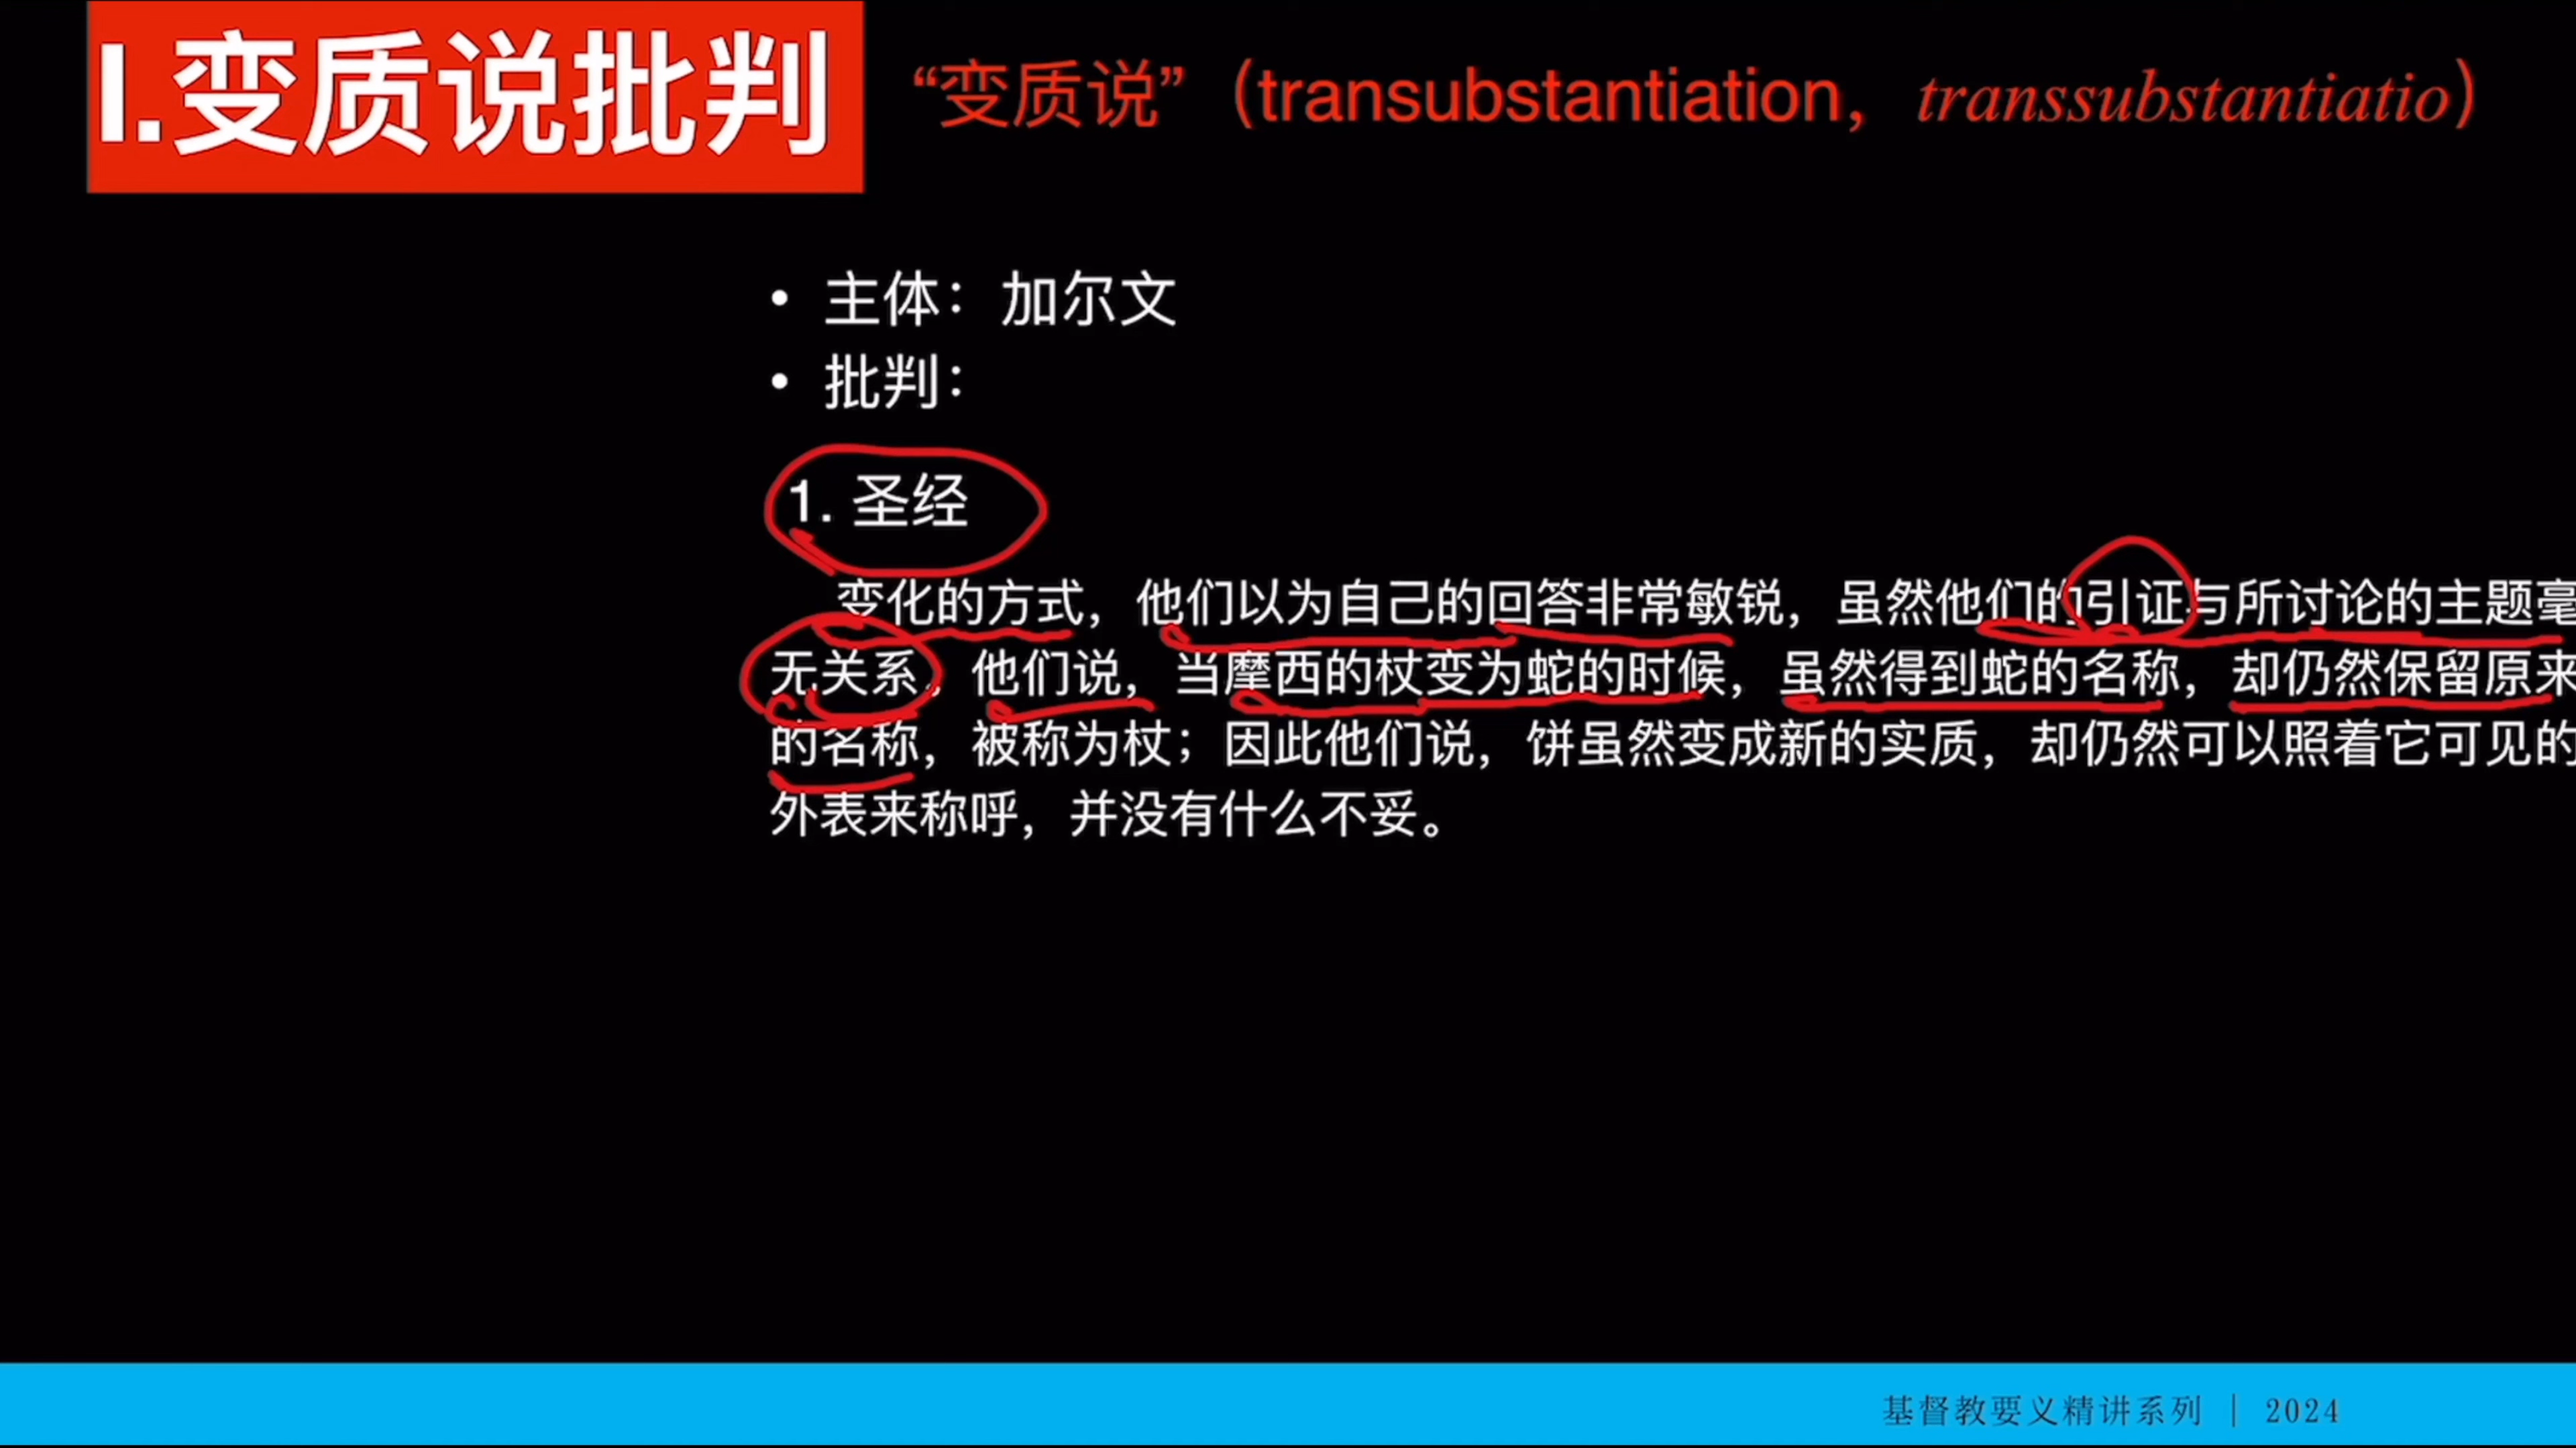 I.变质说批判
“变质说”（transubstantiation，transsubstantiatio）
• 主体：加尔文
• 批判：
1. 圣经
变化的方式，他们以为自己的回答非常敏锐，虽然他们的引证与所讨论的主题毫
无关系，他们说，当摩西的杖变为蛇的时候，虽然得到蛇的名称，却仍然保留原来
的名称，被称为杖；因此他们说，饼虽然变成新的实质，却仍然可以照着它可见的
外表来称呼，并没有什么不妥。
基督教要义精讲系列 | 2024